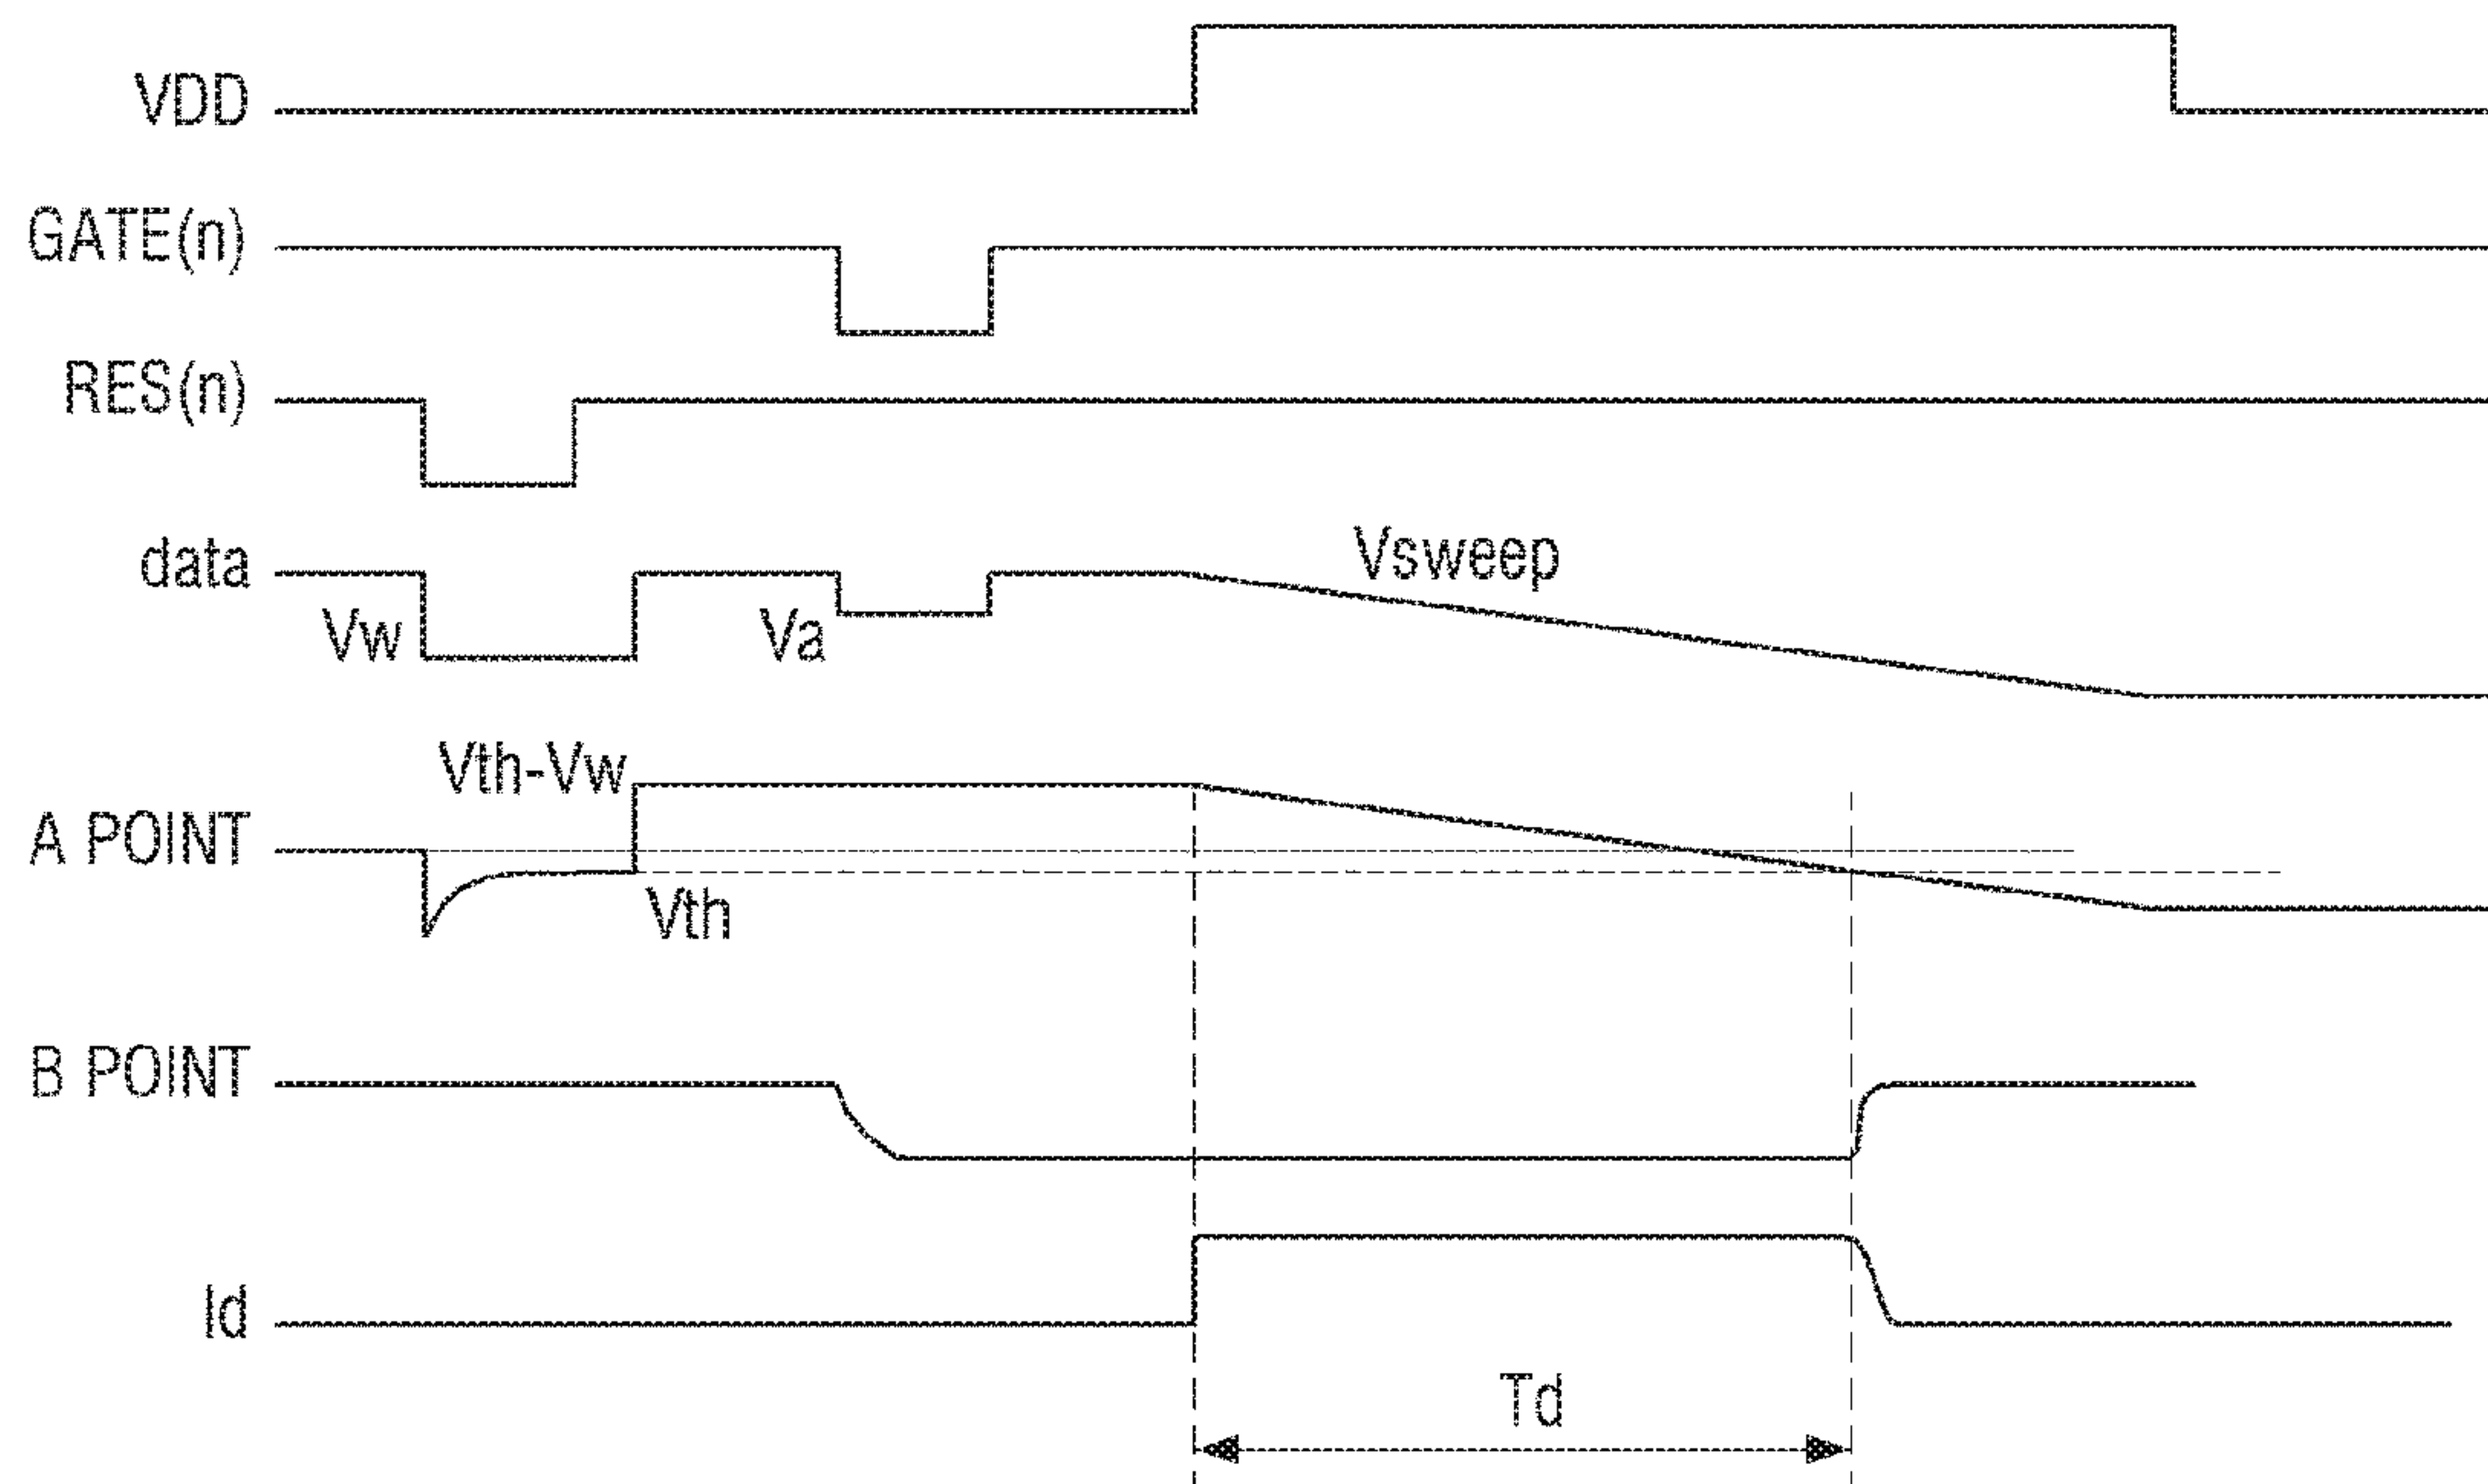 VDD
GATE(n)
RES(n)
data
Vw
Va
Vsweep
A POINT
Vth-Vw
Vth
B POINT
Id
Td